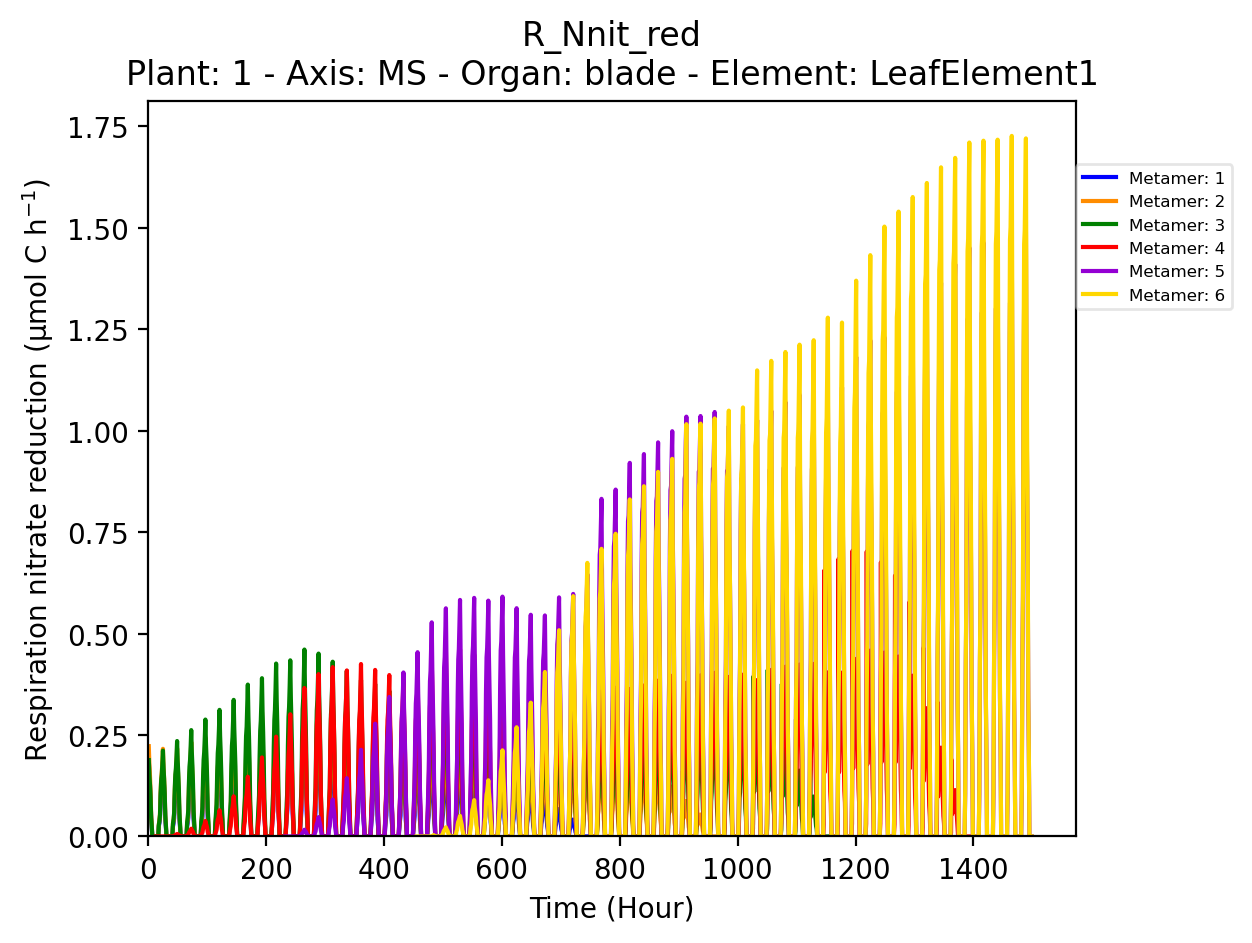 R_Nnit_red
Plant: 1 - Axis: MS - Organ: blade - Element: LeafElement1
Respiration nitrate reduction (µmol C h⁻¹)
1.75
1.50
1.25
1.00
0.75
0.50
0.25
0.00
0 200 400 600 800 1000 1200 1400
Time (Hour)
Metamer: 1
Metamer: 2
Metamer: 3
Metamer: 4
Metamer: 5
Metamer: 6